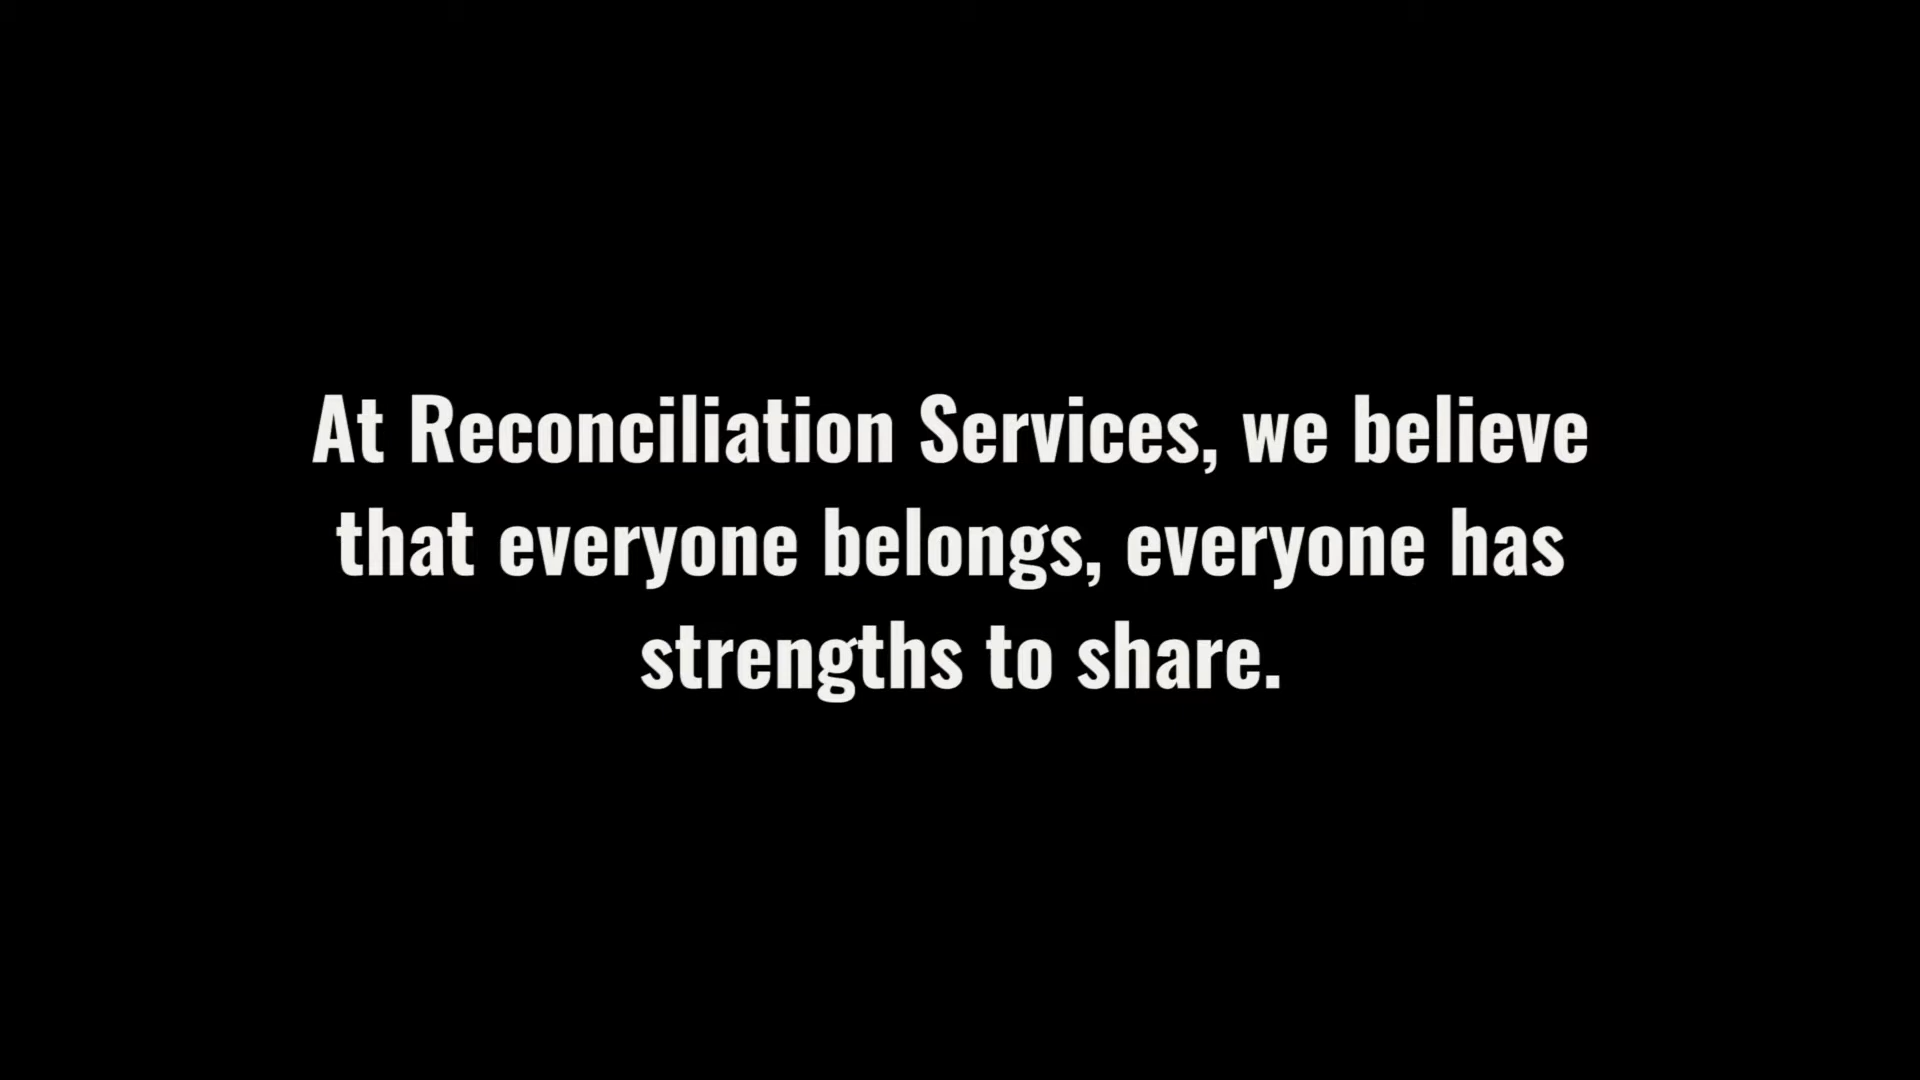 At Reconciliation Services, we believe
that everyone belongs, everyone has
strengths to share.